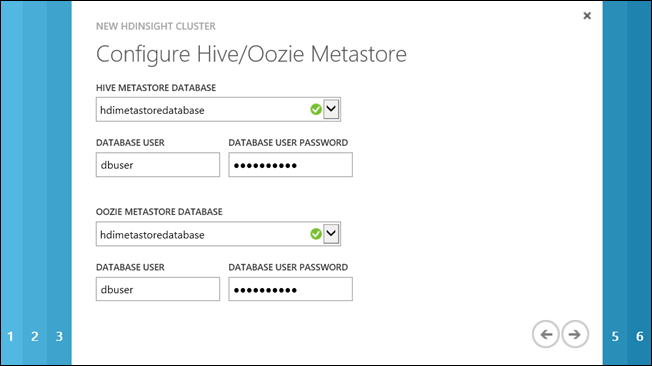 NEW HDINSIGHT CLUSTER
Configure Hive/Oozie Metastore
HIVE METASTORE DATABASE
hdimetastoredatabase
DATABASE USER DATABASE USER PASSWORD
dbuser ●●●●●●●●●●
OOZIE METASTORE DATABASE
hdimetastoredatabase
DATABASE USER DATABASE USER PASSWORD
dbuser ●●●●●●●●●●
1 2 3 5 6